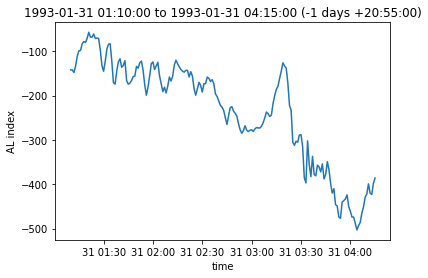 1993-01-31 01:10:00 to 1993-01-31 04:15:00 (-1 days +20:55:00)
−100
−200
−300
−400
−500
AL index
31 01:30 31 02:00 31 02:30 31 03:00 31 03:30 31 04:00
time